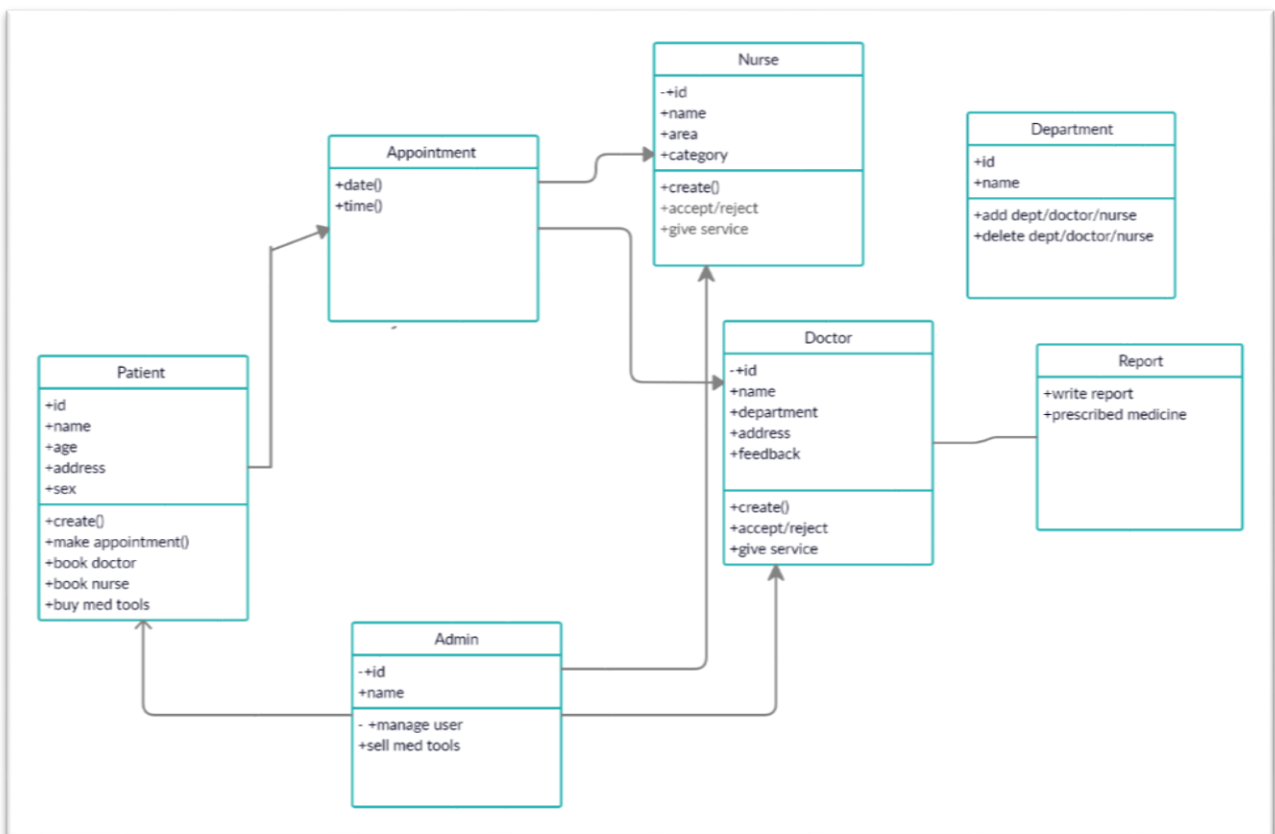 Nurse
-+id
+name
+area
+category
+create()
+accept/reject
+give service
Department
+id
+name
+add dept/doctor/nurse
+delete dept/doctor/nurse
Appointment
+date()
+time()
Doctor
-+id
+name
+department
+address
+feedback
+create()
+accept/reject
+give service
Report
+write report
+prescribed medicine
Patient
+id
+name
+age
+address
+sex
+create()
+make appointment()
+book doctor
+book nurse
+buy med tools
Admin
-+id
+name
- +manage user
+sell med tools